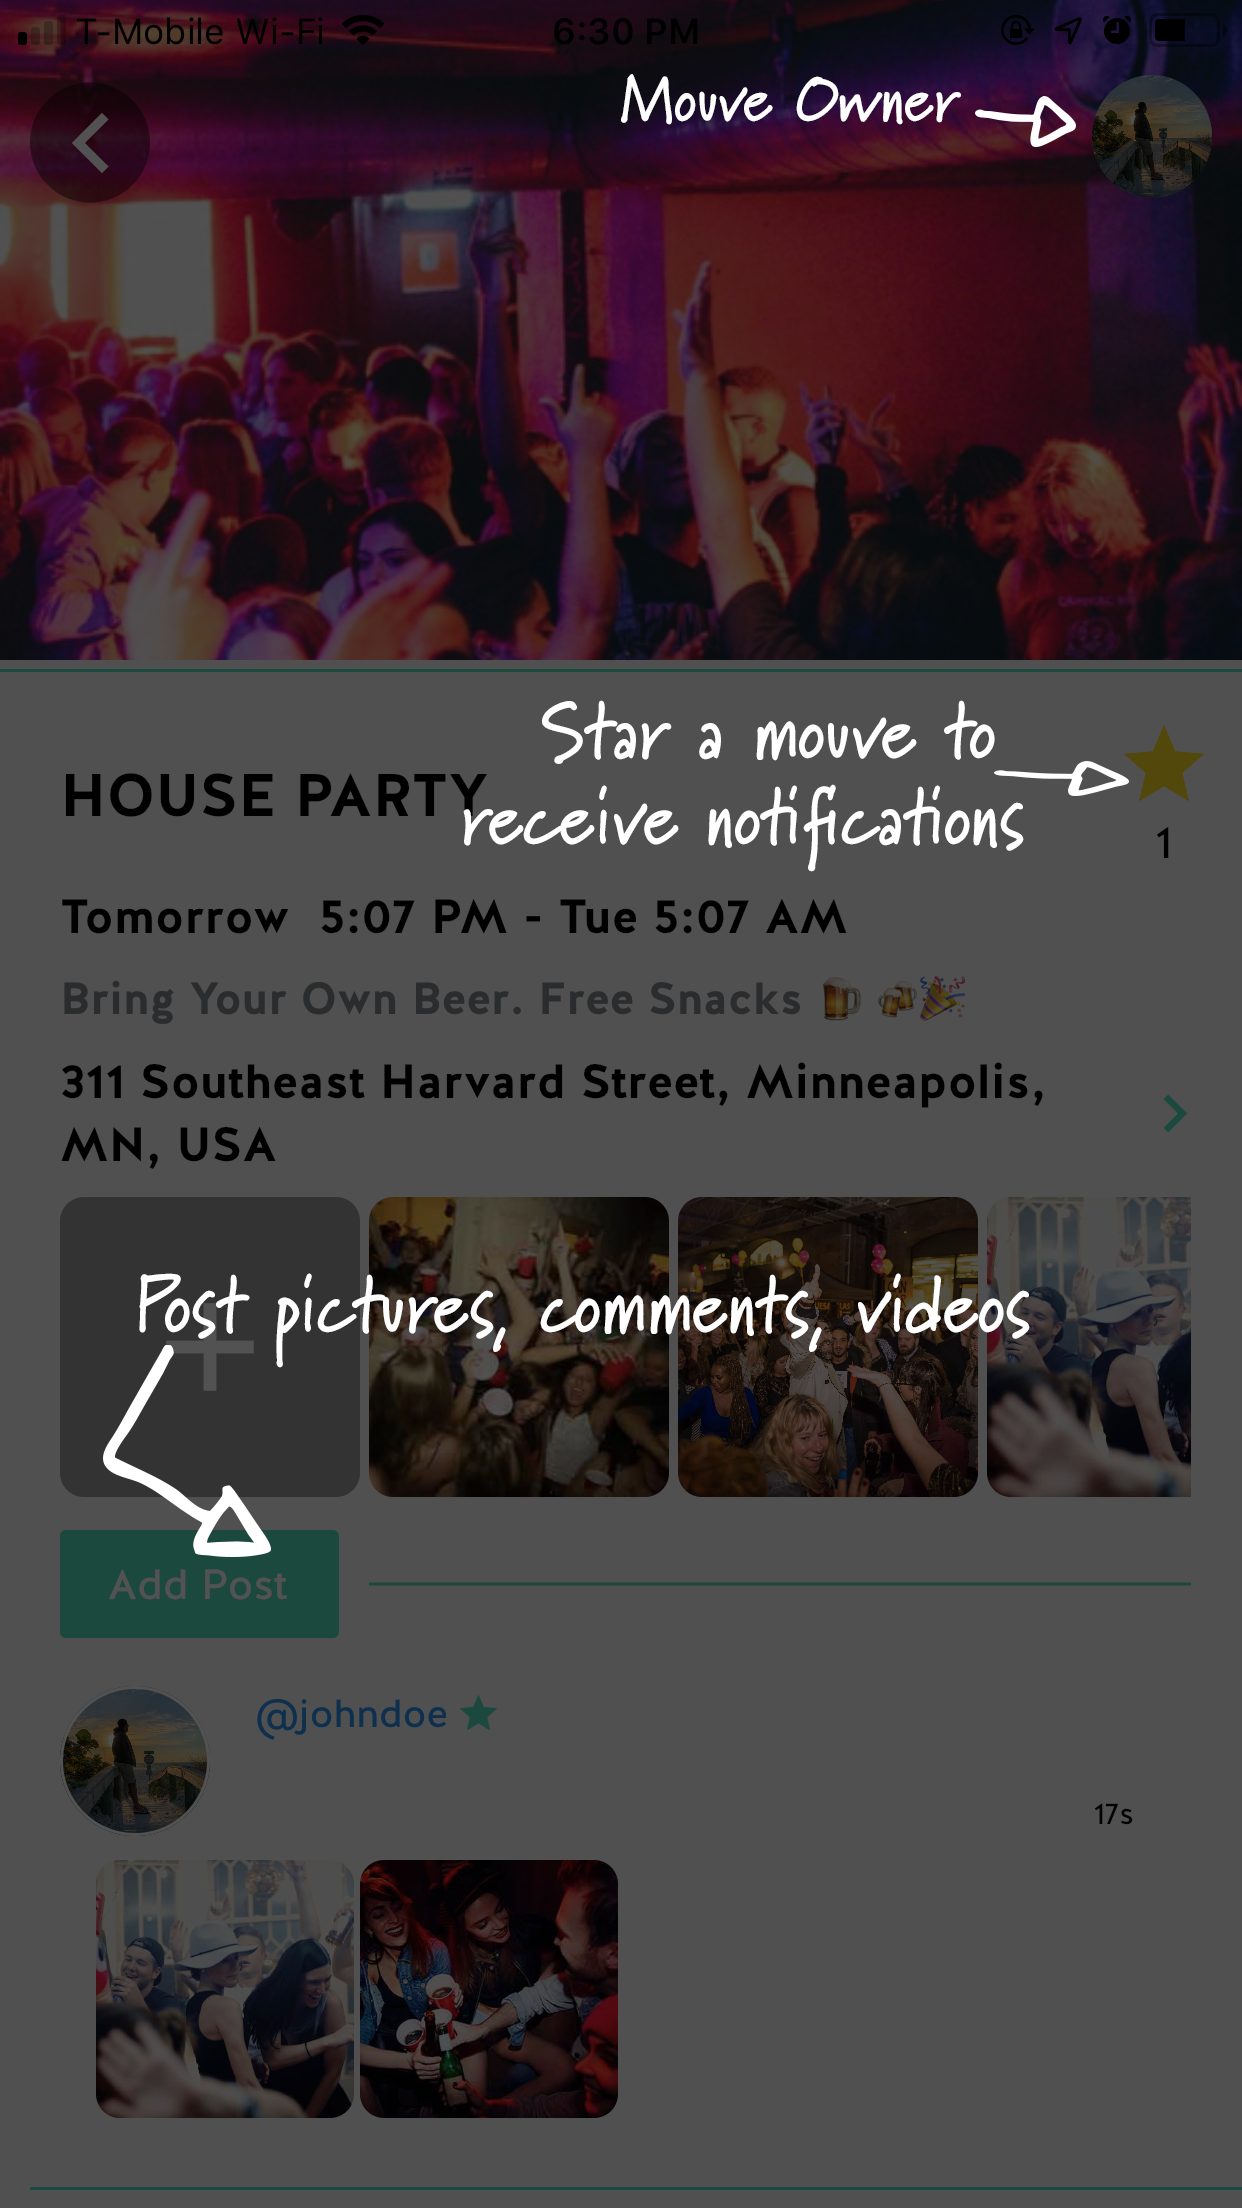 T-Mobile Wi-Fi 6:30 PM
Mouve Owner
Star a mouve to
receive notifications
HOUSE PARTY
1
Tomorrow 5:07 PM - Tue 5:07 AM
Bring Your Own Beer. Free Snacks 🍺 🍻🎉
311 Southeast Harvard Street, Minneapolis,
MN, USA
Post pictures, comments, videos
Add Post
@johndoe
17s